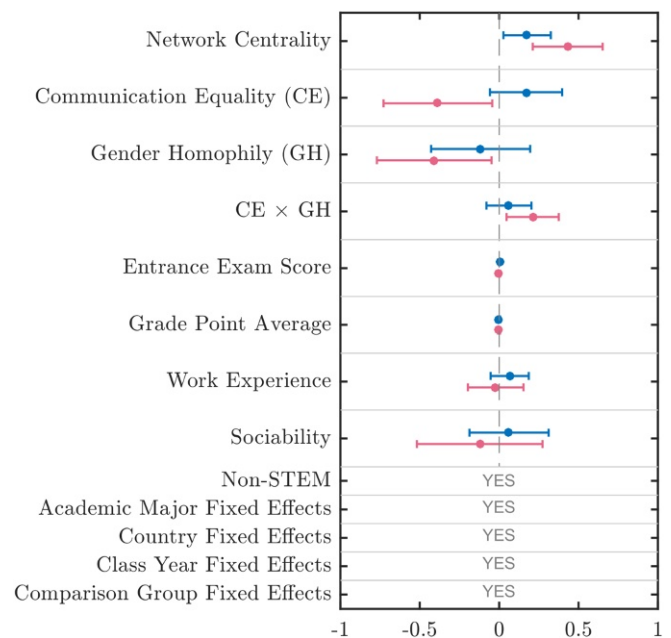 Network Centrality
Communication Equality (CE)
Gender Homophily (GH)
CE × GH
Entrance Exam Score
Grade Point Average
Work Experience
Sociability
Non-STEM YES
Academic Major Fixed Effects YES
Country Fixed Effects YES
Class Year Fixed Effects YES
Comparison Group Fixed Effects YES
-1 -0.5 0 0.5 1